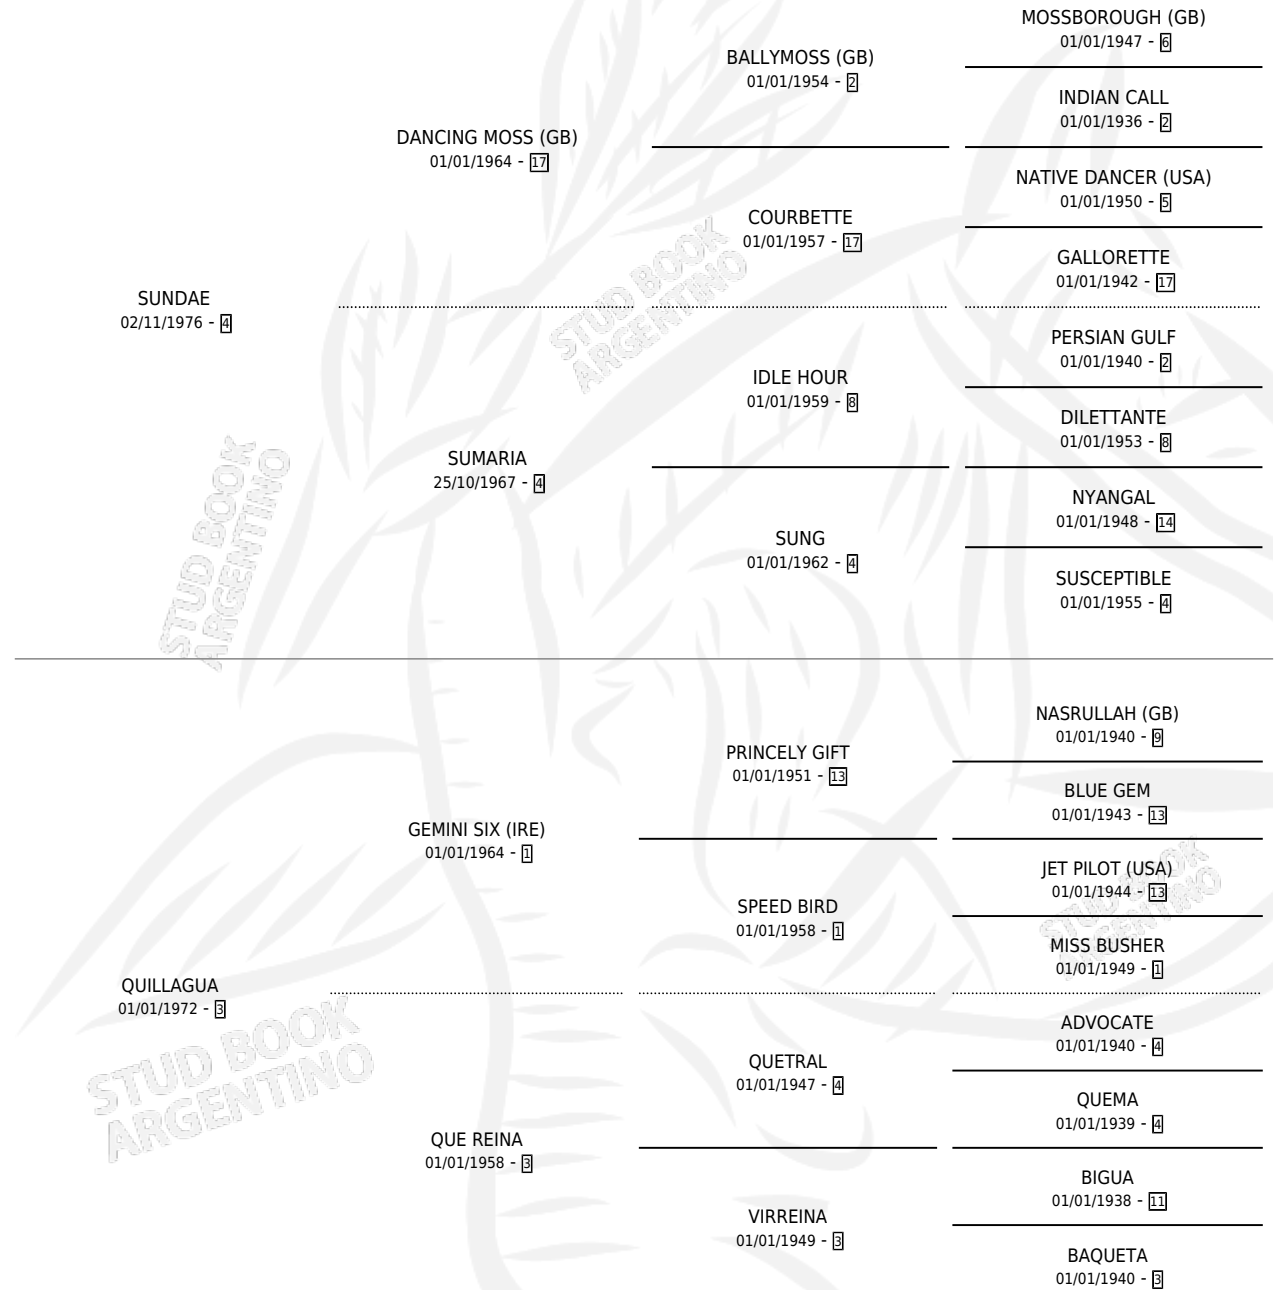 MOSSBOROUGH (GB)
01/01/1947 - 6
BALLYMOSS (GB)
01/01/1954 - 2
INDIAN CALL
01/01/1936 - 2
DANCING MOSS (GB)
01/01/1964 - 17
NATIVE DANCER (USA)
01/01/1950 - 5
COURBETTE
01/01/1957 - 17
GALLORETTE
01/01/1942 - 17
SUNDAE
02/11/1976 - 4
STUD BOOK
ARGENTINO
PERSIAN GULF
01/01/1940 - 2
IDLE HOUR
01/01/1959 - 8
DILETTANTE
01/01/1953 - 8
SUMARIA
25/10/1967 - 4
NYANGAL
01/01/1948 - 14
SUNG
01/01/1962 - 4
SUSCEPTIBLE
01/01/1955 - 4
STUD BOOK
ARGENTINO
NASRULLAH (GB)
01/01/1940 - 9
PRINCELY GIFT
01/01/1951 - 13
BLUE GEM
01/01/1943 - 13
GEMINI SIX (IRE)
01/01/1964 - 1
JET PILOT (USA)
01/01/1944 - 13
SPEED BIRD
01/01/1958 - 1
MISS BUSHER
01/01/1949 - 1
STUD BOOK
ARGENTINO
QUILLAGUA
01/01/1972 - 3
ADVOCATE
01/01/1940 - 4
QUETRAL
01/01/1947 - 4
QUEMA
01/01/1939 - 4
STUD BOOK
ARGENTINO
QUE REINA
01/01/1958 - 3
BIGUA
01/01/1938 - 11
VIRREINA
01/01/1949 - 3
BAQUETA
01/01/1940 - 3